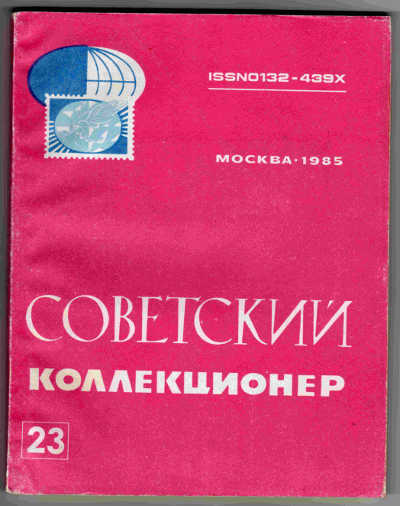 ISSN0132-439X
МОСКВА·1985
СОВЕТСКИЙ
КОЛЛЕКЦИОНЕР
23